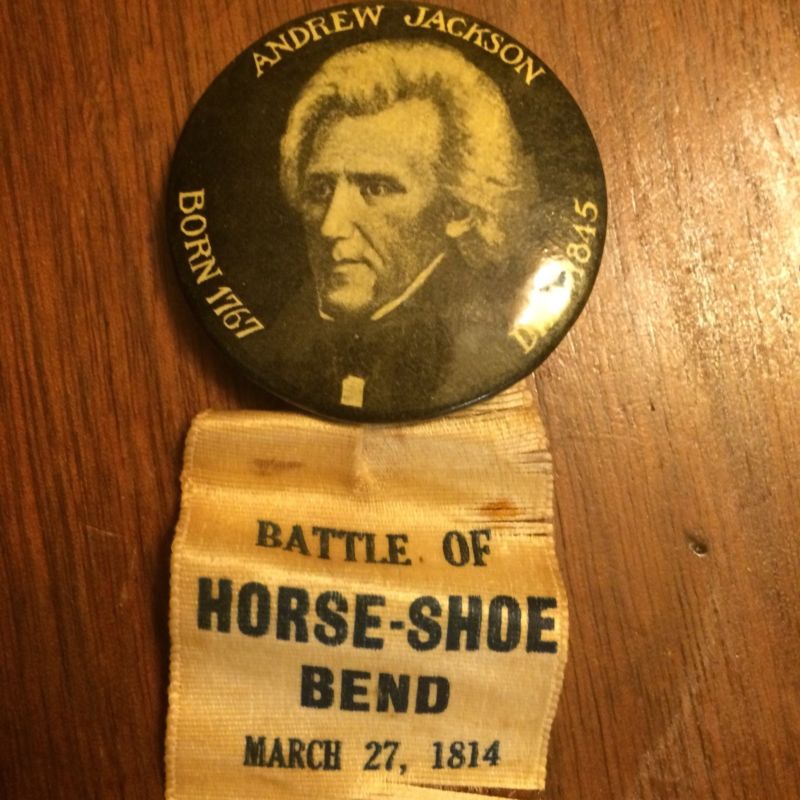 ANDREW JACKSON
BORN 1767
1845
BATTLE OF
HORSE-SHOE
BEND
MARCH 27, 1814